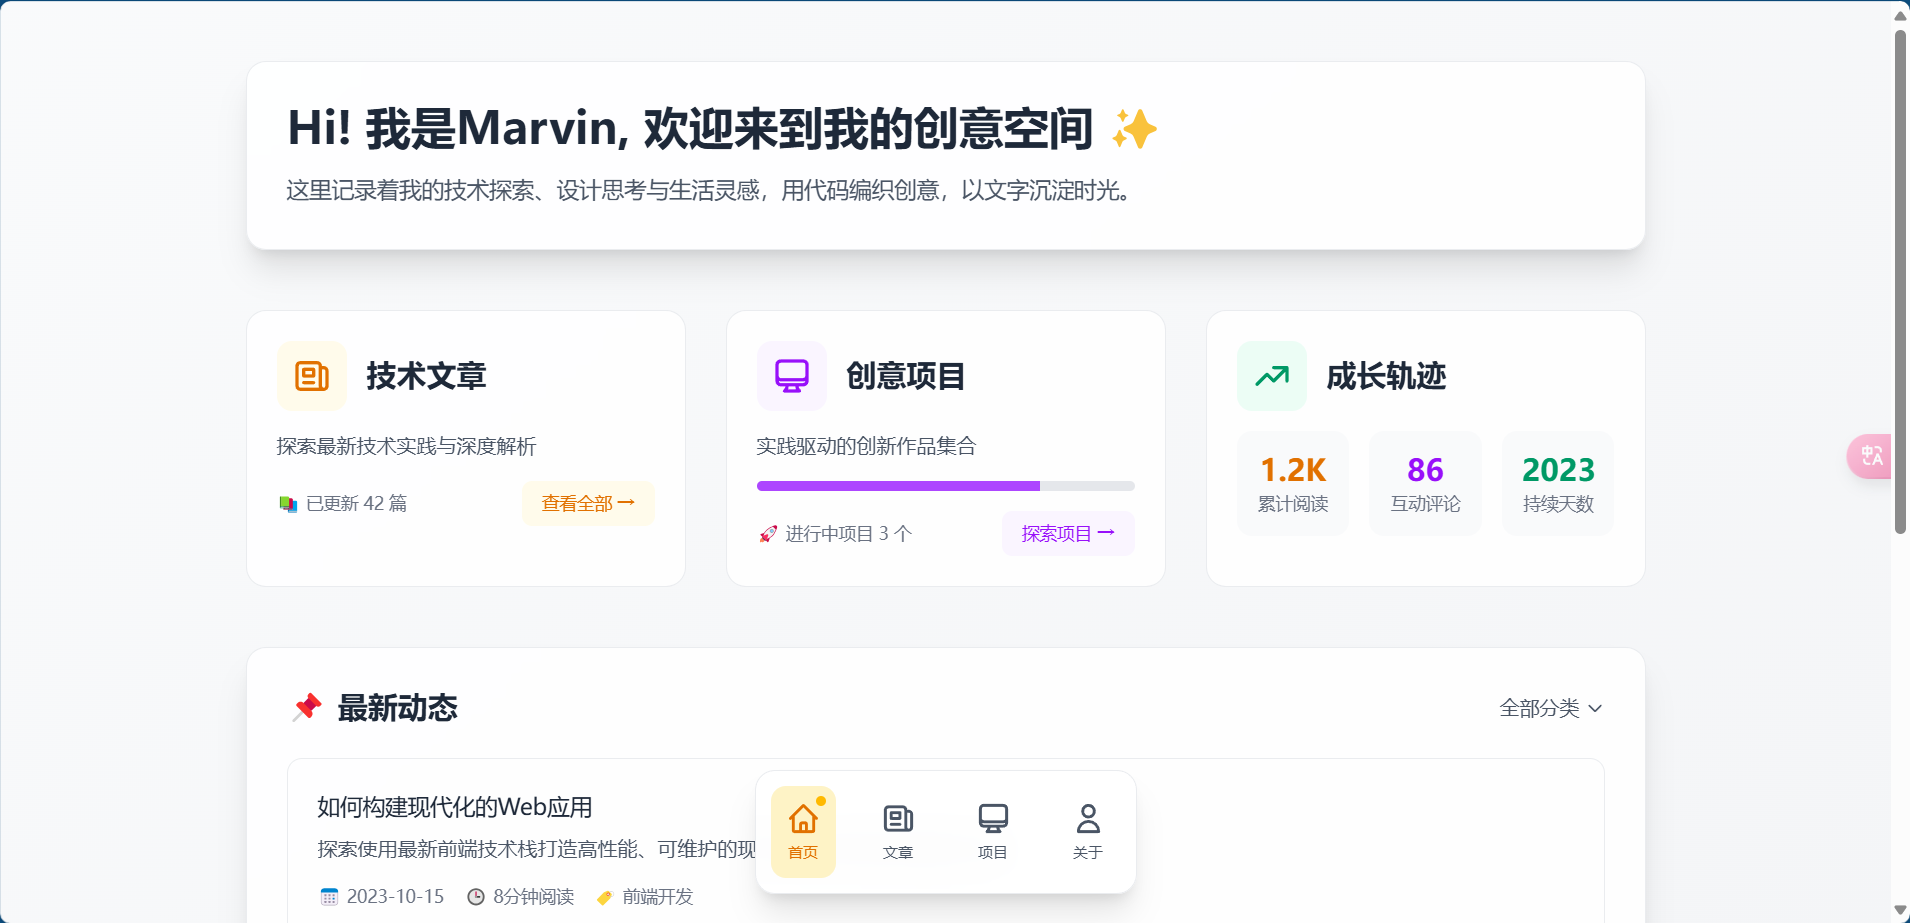 Hi! 我是Marvin, 欢迎来到我的创意空间 ✨
这里记录着我的技术探索、设计思考与生活灵感，用代码编织创意，以文字沉淀时光。
技术文章
探索最新技术实践与深度解析
📚 已更新 42 篇
查看全部 →
创意项目
实践驱动的创新作品集合
🚀 进行中项目 3 个
探索项目 →
成长轨迹
1.2K
累计阅读
86
互动评论
2023
持续天数
📌 最新动态
全部分类
如何构建现代化的Web应用
探索使用最新前端技术栈打造高性能、可维护的现
📅 2023-10-15 🕒 8分钟阅读 🏷️ 前端开发
首页
文章
项目
关于
中A